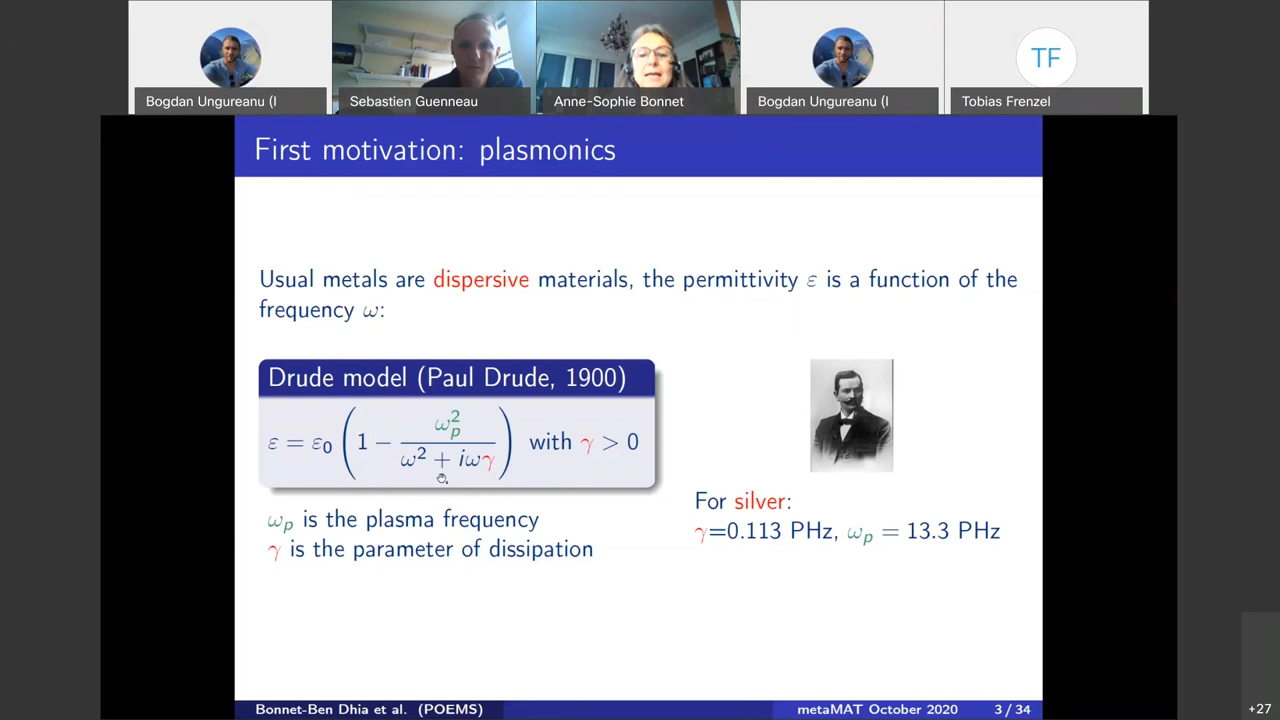 Bogdan Ungureanu (I
Sebastien Guenneau
Anne-Sophie Bonnet
Bogdan Ungureanu (I
TF
Tobias Frenzel
First motivation: plasmonics
Usual metals are dispersive materials, the permittivity ε is a function of the
frequency ω:
Drude model (Paul Drude, 1900)
ε = ε₀ (1 − ωₚ² / (ω² + iωγ)) with γ > 0
ωₚ is the plasma frequency
γ is the parameter of dissipation
For silver:
γ=0.113 PHz, ωₚ = 13.3 PHz
Bonnet-Ben Dhia et al. (POEMS)
metaMAT October 2020
3 / 34
+27